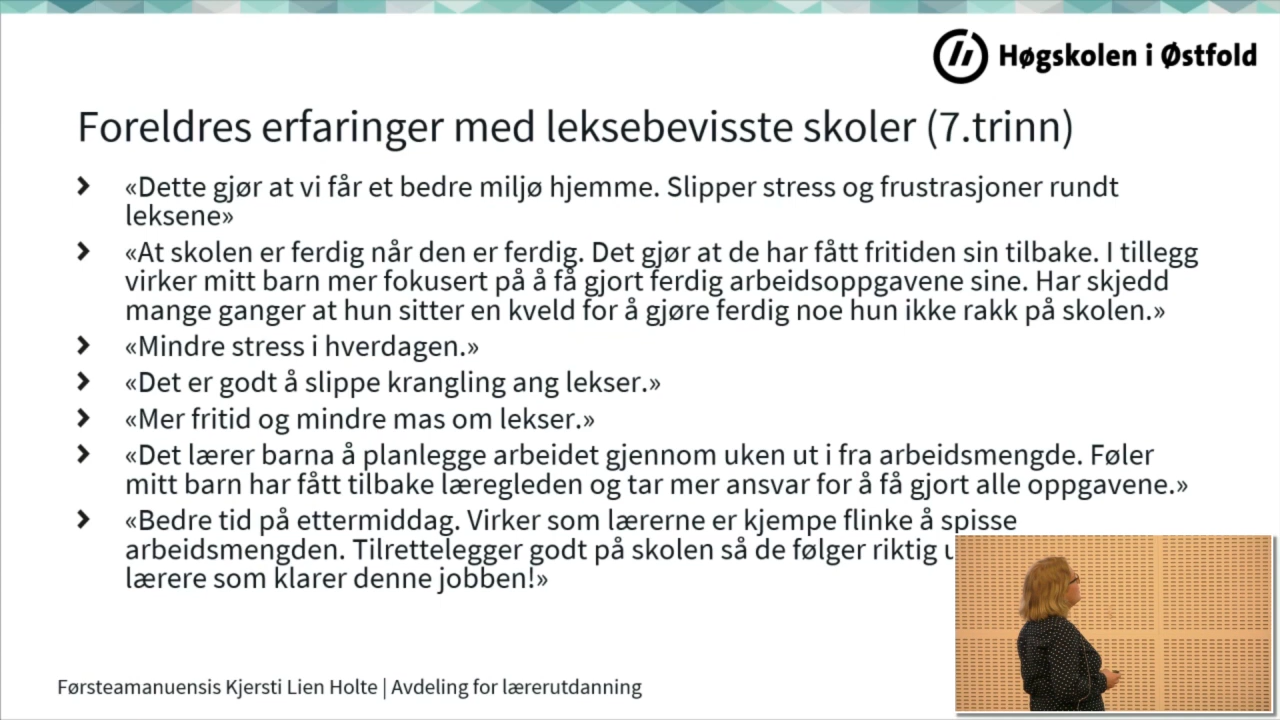 Høgskolen i Østfold
Foreldres erfaringer med leksebevisste skoler (7.trinn)
«Dette gjør at vi får et bedre miljø hjemme. Slipper stress og frustrasjoner rundt
leksene»
«At skolen er ferdig når den er ferdig. Det gjør at de har fått fritiden sin tilbake. I tillegg
virker mitt barn mer fokusert på å få gjort ferdig arbeidsoppgavene sine. Har skjedd
mange ganger at hun sitter en kveld for å gjøre ferdig noe hun ikke rakk på skolen.»
«Mindre stress i hverdagen.»
«Det er godt å slippe krangling ang lekser.»
«Mer fritid og mindre mas om lekser.»
«Det lærer barna å planlegge arbeidet gjennom uken ut i fra arbeidsmengde. Føler
mitt barn har fått tilbake læregleden og tar mer ansvar for å få gjort alle oppgavene.»
«Bedre tid på ettermiddag. Virker som lærerne er kjempe flinke å spisse
arbeidsmengden. Tilrettelegger godt på skolen så de følger riktig
lærere som klarer denne jobben!»
Førsteamanuensis Kjersti Lien Holte | Avdeling for lærerutdanning